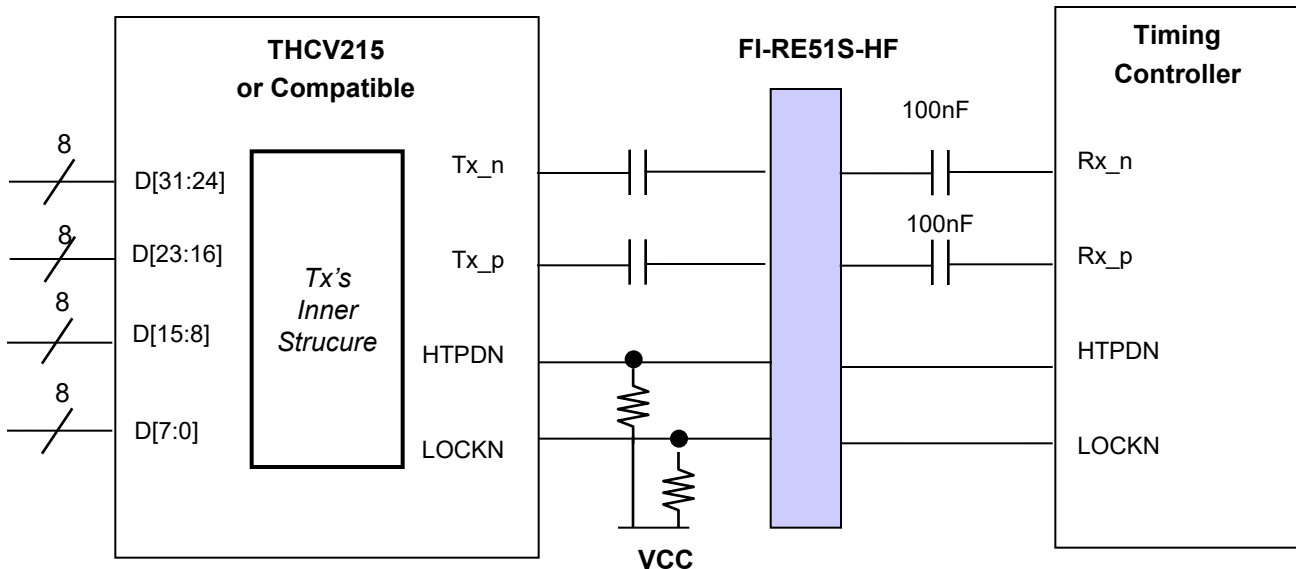 THCV215
or Compatible
8
D[31:24]
8
D[23:16]
8
D[15:8]
8
D[7:0]
Tx's
Inner
Strucure
Tx_n
Tx_p
HTPDN
LOCKN
VCC
FI-RE51S-HF
100nF
100nF
Timing
Controller
Rx_n
Rx_p
HTPDN
LOCKN